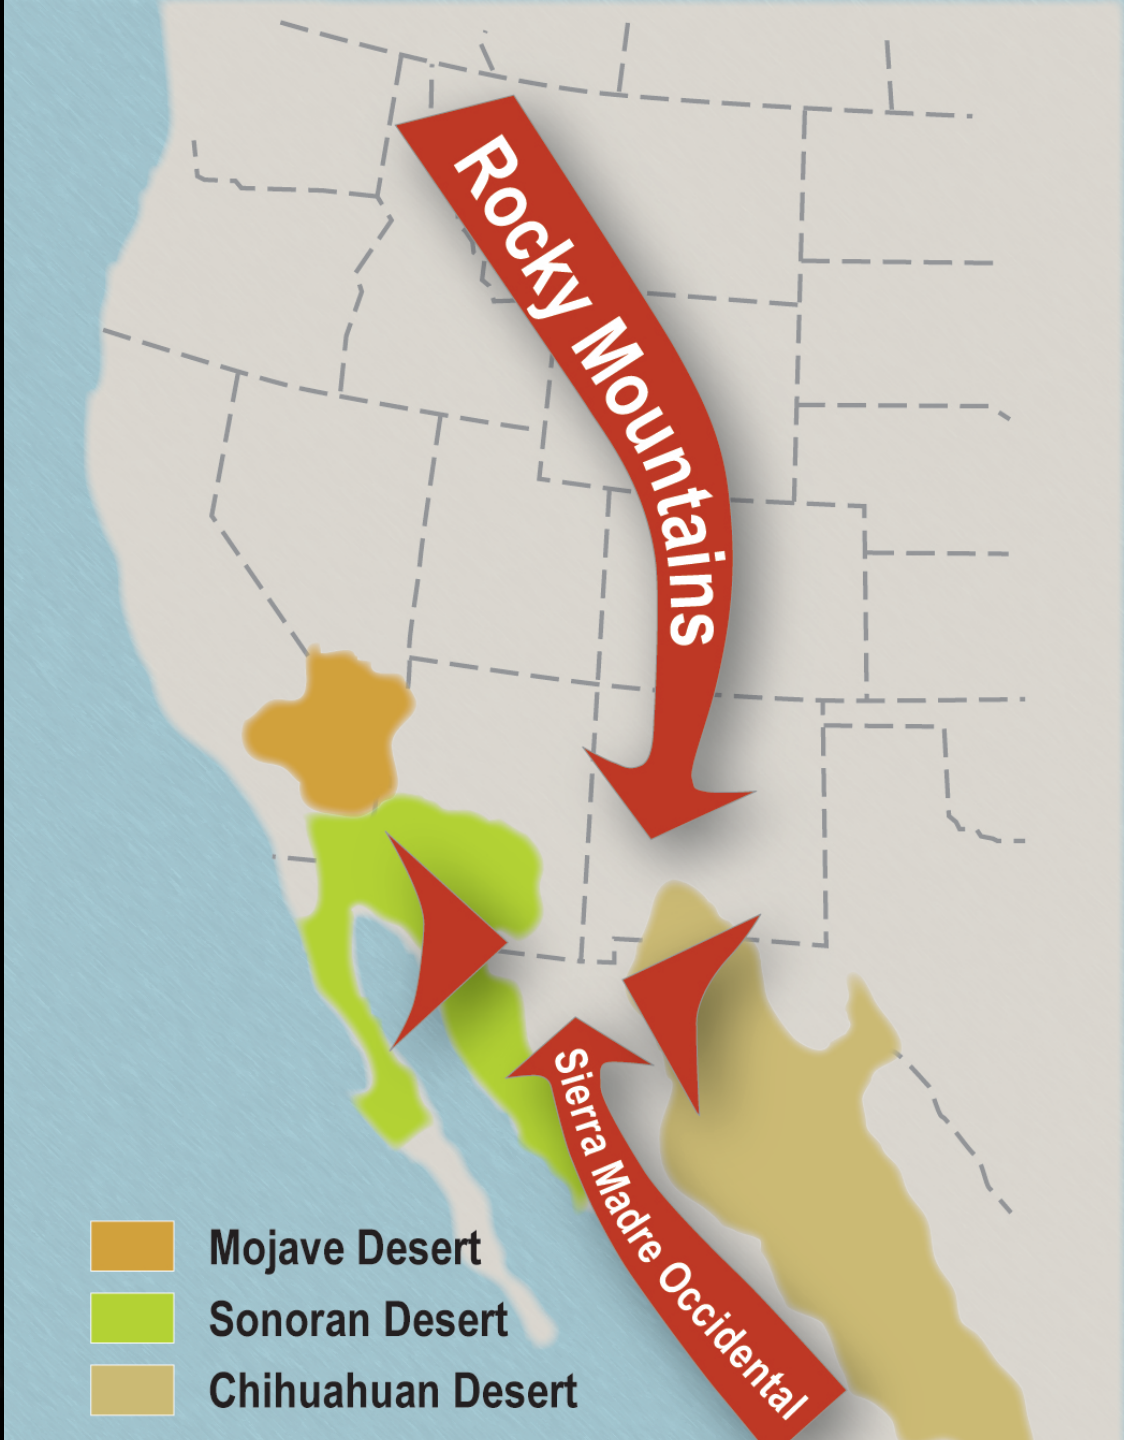 Rocky Mountains
Sierra Madre Occidental
Mojave Desert
Sonoran Desert
Chihuahuan Desert